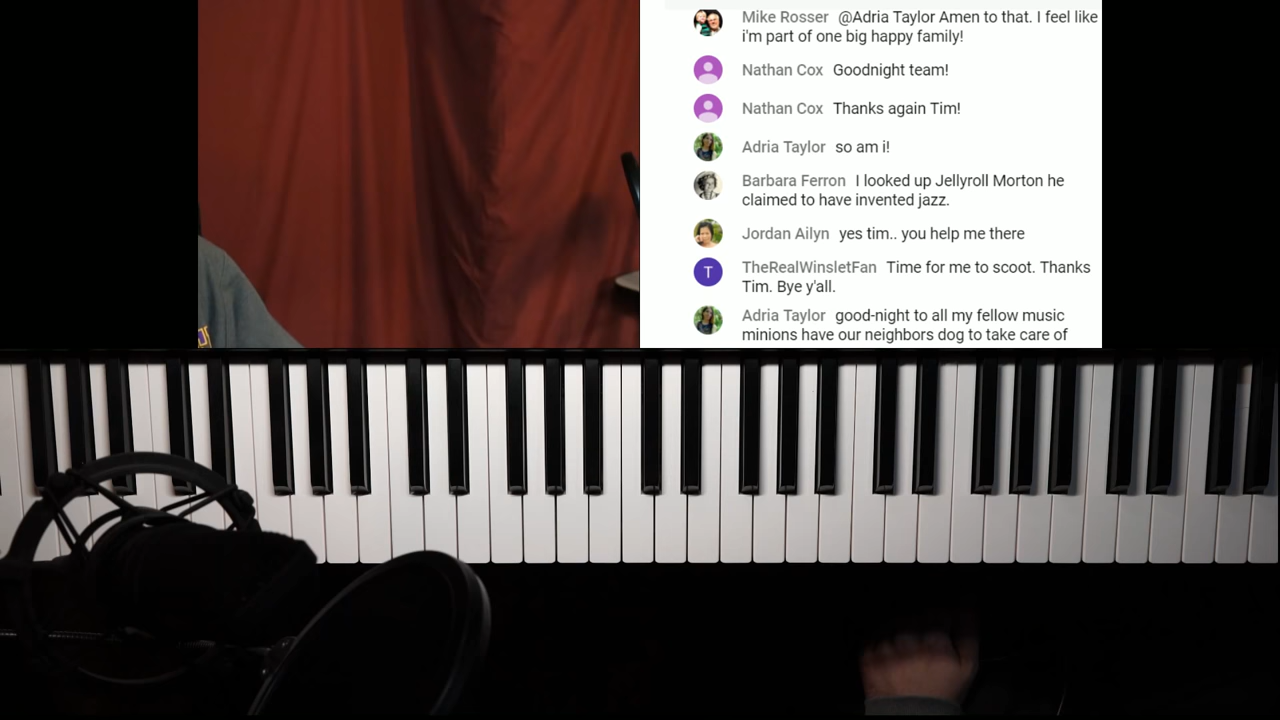 Mike Rosser @Adria Taylor Amen to that. I feel like
i'm part of one big happy family!
Nathan Cox Goodnight team!
Nathan Cox Thanks again Tim!
Adria Taylor so am i!
Barbara Ferron I looked up Jellyroll Morton he
claimed to have invented jazz.
Jordan Ailyn yes tim.. you help me there
T TheRealWinsletFan Time for me to scoot. Thanks
Tim. Bye y'all.
Adria Taylor good-night to all my fellow music
minions have our neighbors dog to take care of